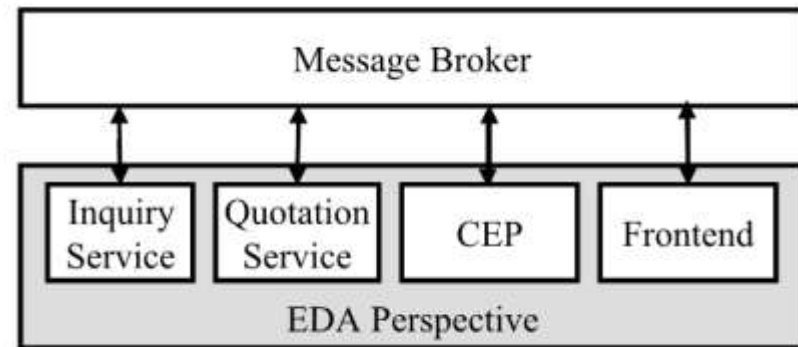 Message Broker
Inquiry
Service
Quotation
Service
CEP
Frontend
EDA Perspective